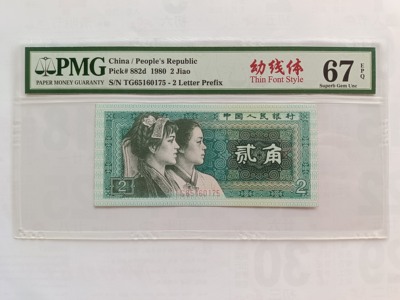 PMG
PAPER MONEY GUARANTY
China / People's Republic
Pick# 882d 1980 2 Jiao
S/N TG65160175 - 2 Letter Prefix
幼线体
Thin Font Style
67 EPQ
Superb Gem Unc
中国人民银行
贰角
TG65160175
2
2